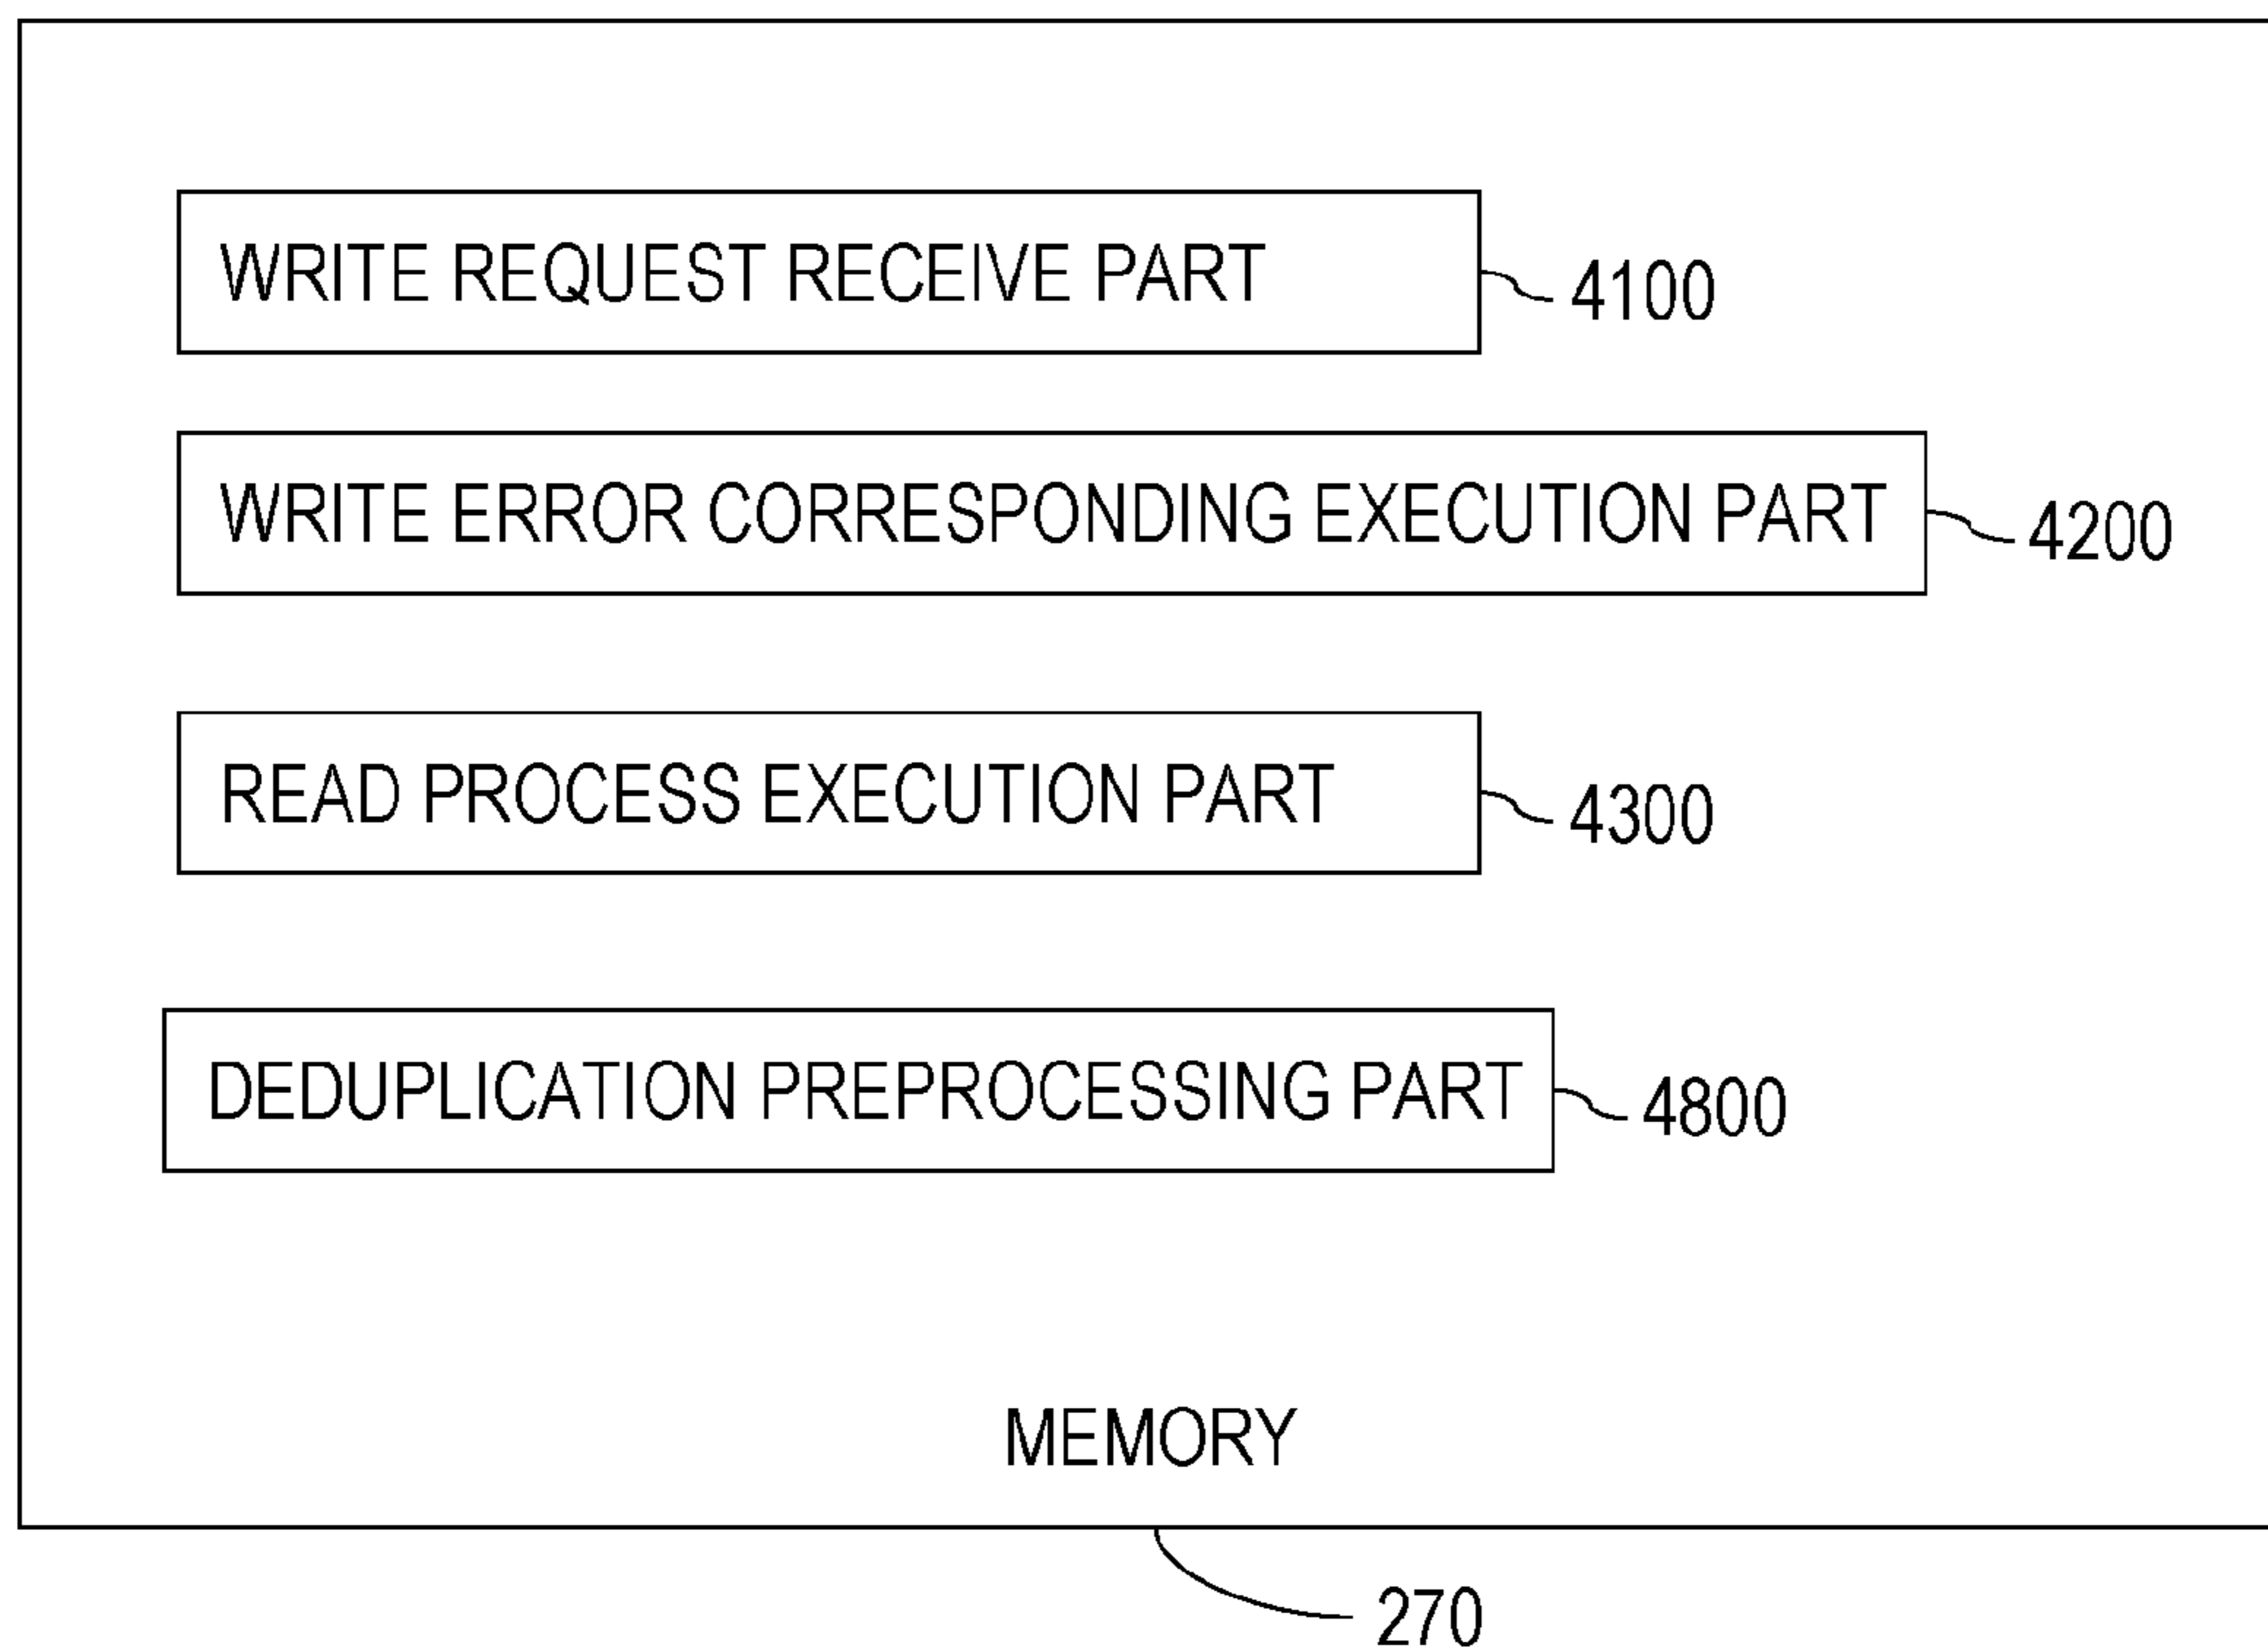 WRITE REQUEST RECEIVE PART
4100
WRITE ERROR CORRESPONDING EXECUTION PART
4200
READ PROCESS EXECUTION PART
4300
DEDUPLICATION PREPROCESSING PART
4800
MEMORY
270